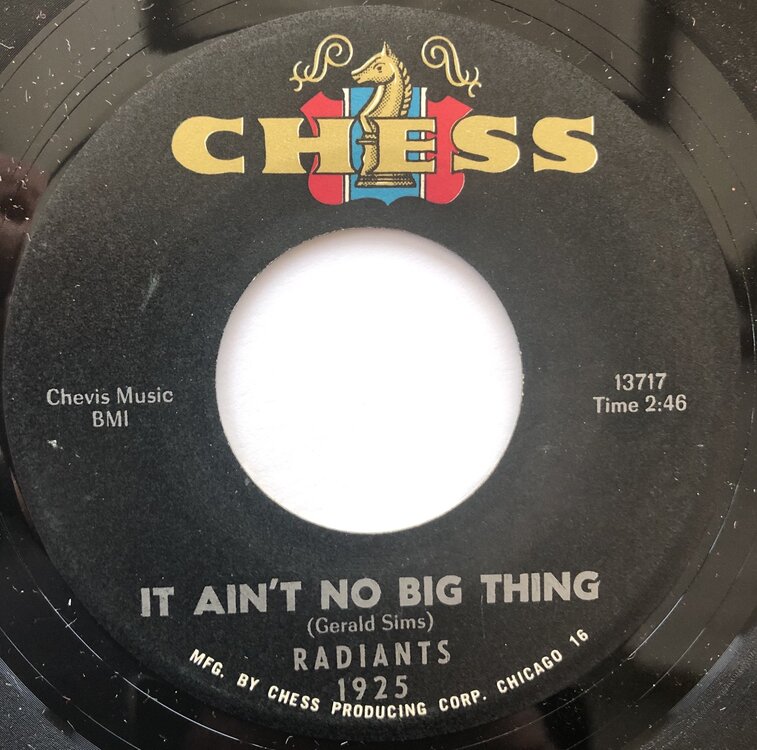 CHESS
Chevis Music
BMI
13717
Time 2:46
IT AIN'T NO BIG THING
(Gerald Sims)
RADIANTS
1925
MFG. BY CHESS PRODUCING CORP. CHICAGO 16